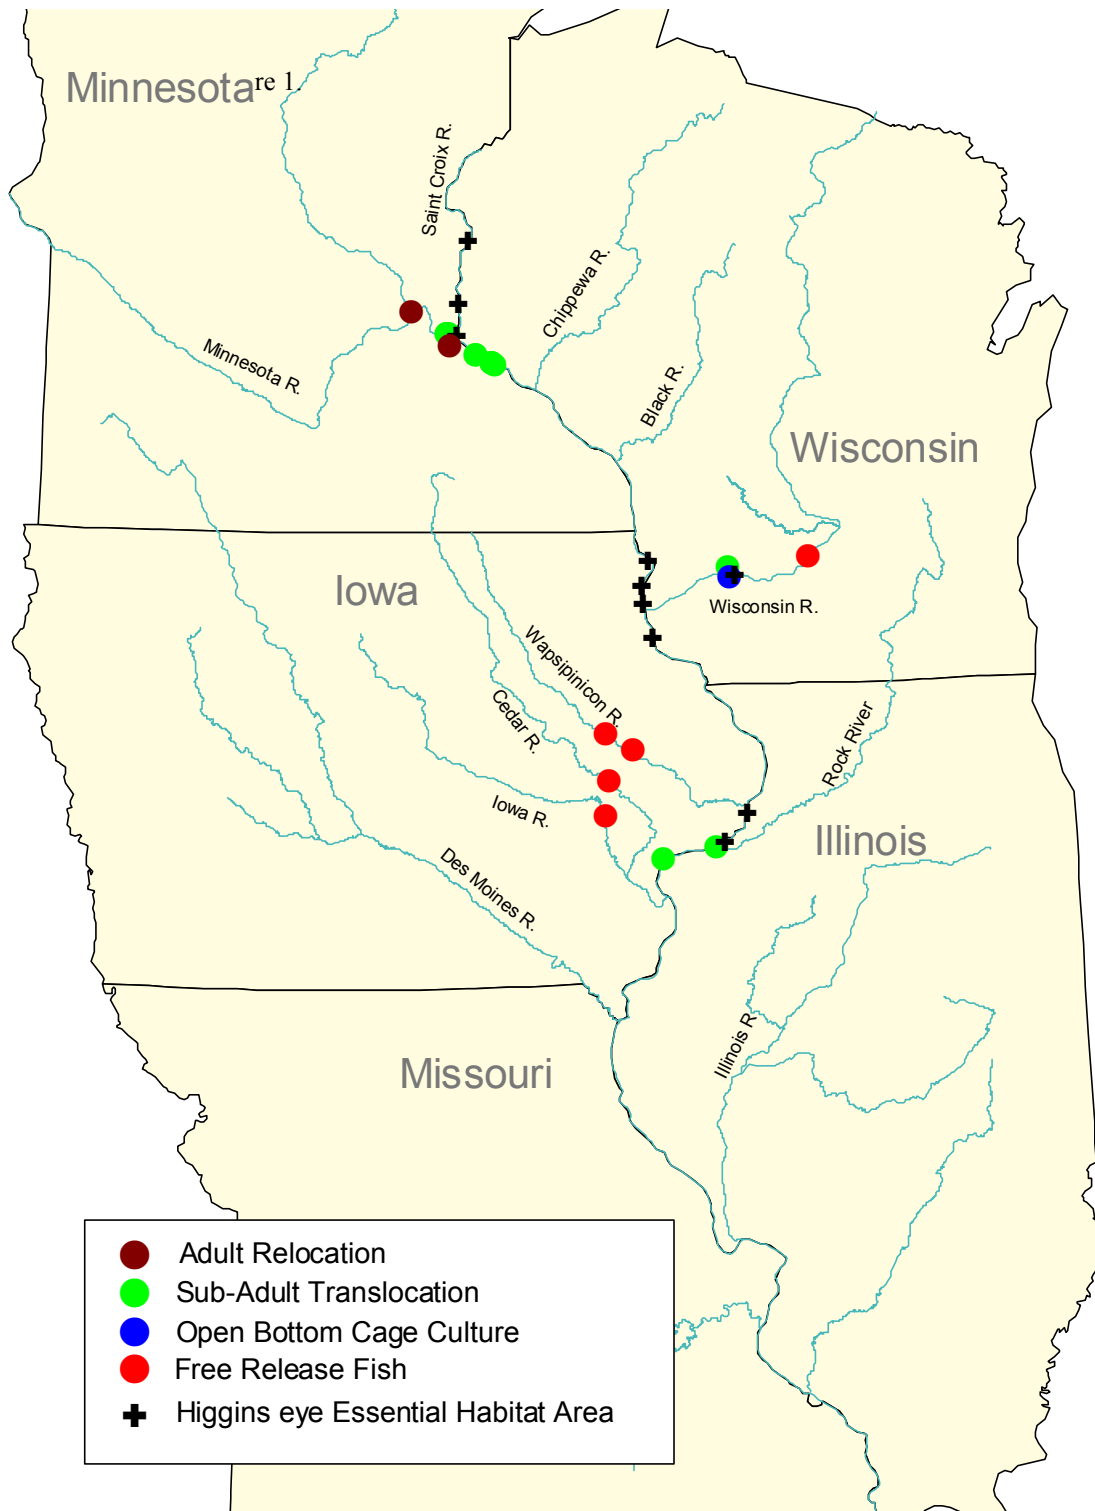 Minnesota
re 1.
Saint Croix R.
Chippewa R.
Minnesota R.
Black R.
Wisconsin
Iowa
Wisconsin R.
Wapsipinicon R.
Cedar R.
Rock River
Iowa R.
Illinois
Des Moines R.
Illinois R
Missouri
Adult Relocation
Sub-Adult Translocation
Open Bottom Cage Culture
Free Release Fish
Higgins eye Essential Habitat Area